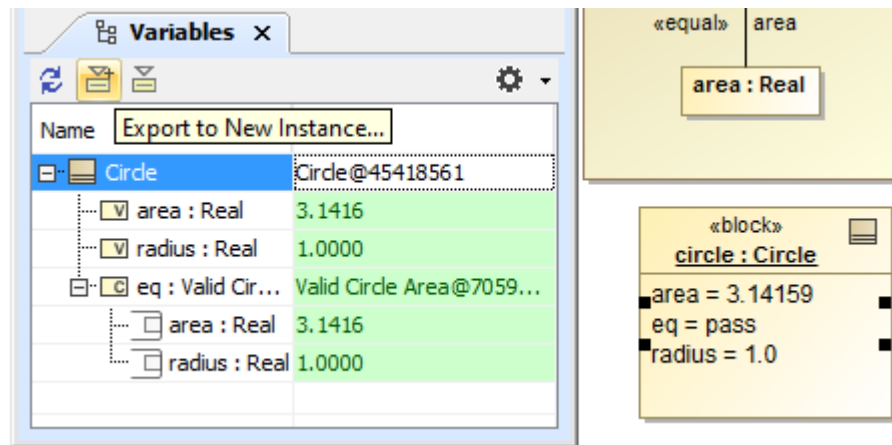 Variables
Name
Export to New Instance...
Circle Circle@45418561
area : Real 3.1416
radius : Real 1.0000
eq : Valid Cir... Valid Circle Area@7059...
area : Real 3.1416
radius : Real 1.0000
«equal» area
area : Real
«block»
circle : Circle
area = 3.14159
eq = pass
radius = 1.0